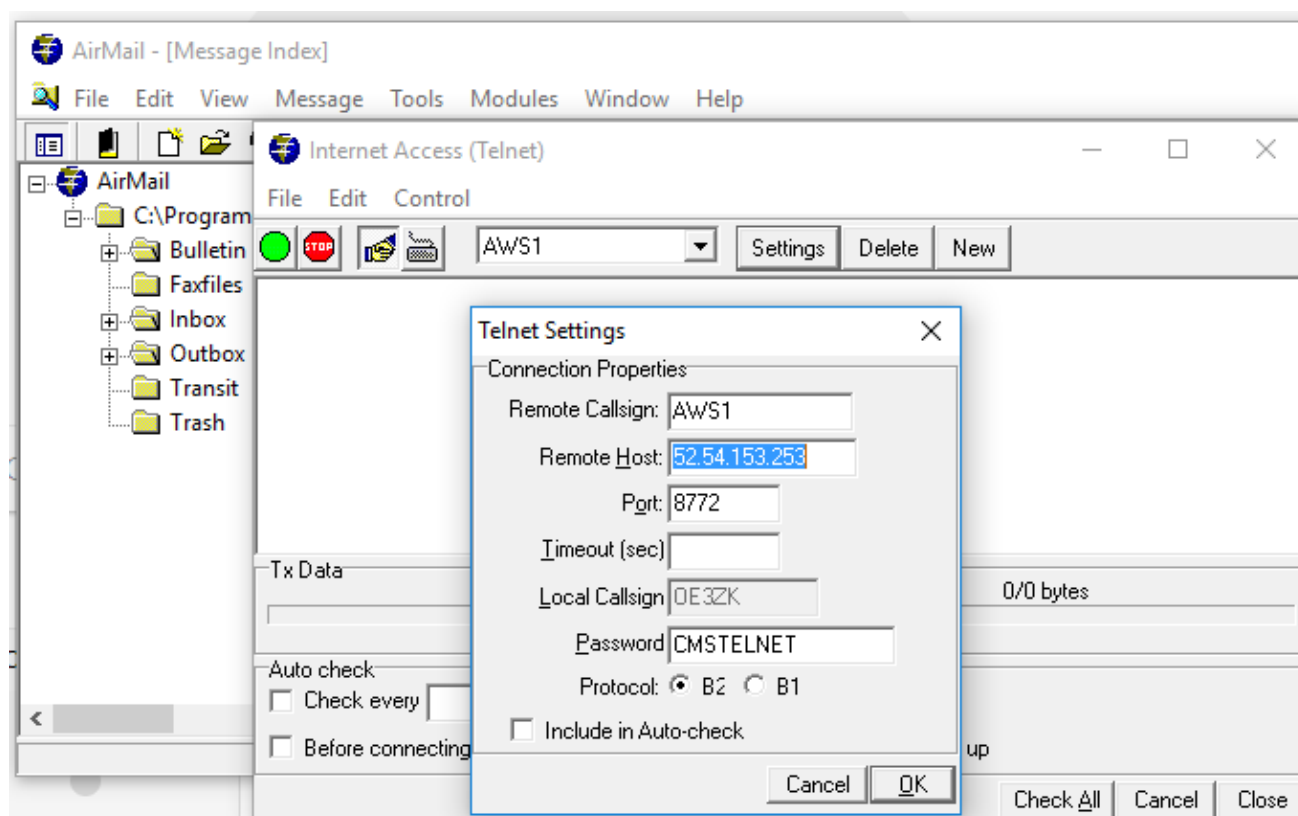 AirMail - [Message Index]
File Edit View Message Tools Modules Window Help
Internet Access (Telnet)
File Edit Control
STOP AWS1 Settings Delete New
AirMail
C:\Program
Bulletin
Faxfiles
Inbox
Outbox
Transit
Trash
Telnet Settings
Connection Properties
Remote Callsign: AWS1
Remote Host: 52.54.153.253
Port: 8772
Timeout (sec)
Local Callsign OE3ZK
Password CMSTELNET
Protocol: B2 B1
Include in Auto-check
Cancel OK
Tx Data
0/0 bytes
Auto check
Check every
Before connecting up
Check All Cancel Close